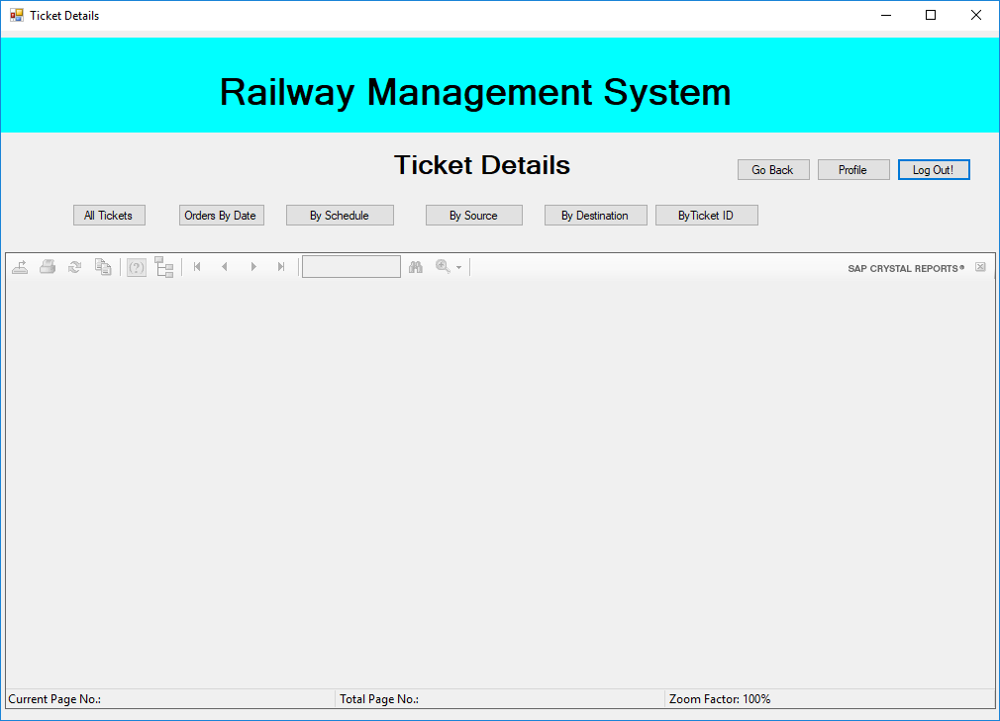 Ticket Details
Railway Management System
Ticket Details
Go Back Profile Log Out!
All Tickets Orders By Date By Schedule By Source By Destination ByTicket ID
(?) SAP CRYSTAL REPORTS®
Current Page No.: Total Page No.: Zoom Factor: 100%